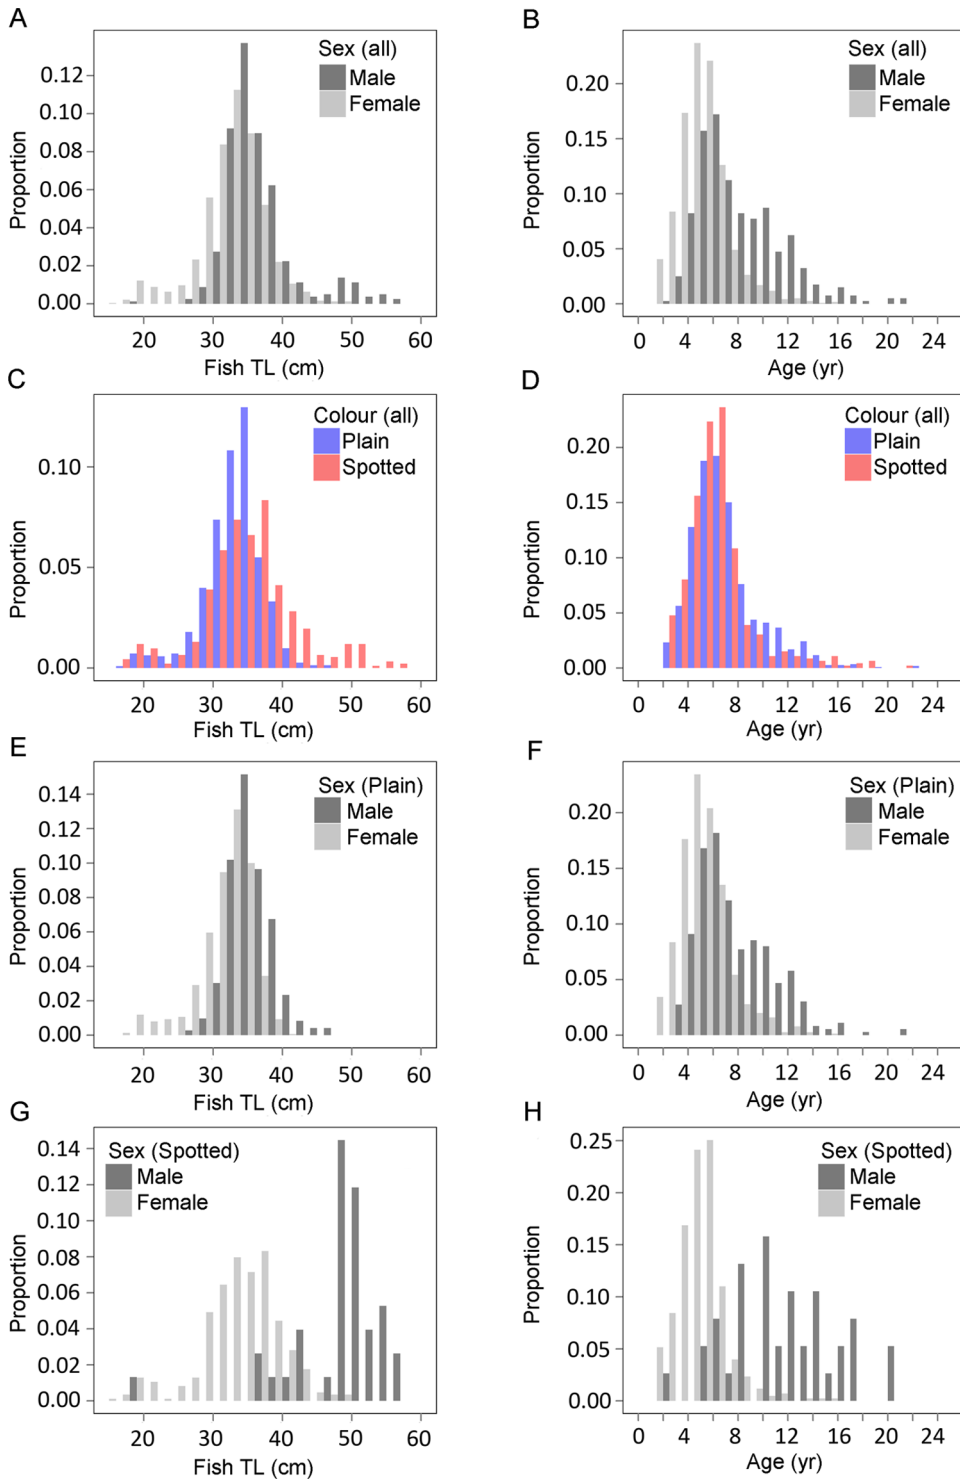 A
Sex (all)
Male
Female
Proportion
0.12
0.10
0.08
0.06
0.04
0.02
0.00
20 30 40 50 60
Fish TL (cm)
B
Sex (all)
Male
Female
Proportion
0.20
0.15
0.10
0.05
0.00
0 4 8 12 16 20 24
Age (yr)
C
Colour (all)
Plain
Spotted
Proportion
0.10
0.05
0.00
20 30 40 50 60
Fish TL (cm)
D
Colour (all)
Plain
Spotted
Proportion
0.20
0.15
0.10
0.05
0.00
0 4 8 12 16 20 24
Age (yr)
E
Sex (Plain)
Male
Female
Proportion
0.14
0.12
0.10
0.08
0.06
0.04
0.02
0.00
20 30 40 50 60
Fish TL (cm)
F
Sex (Plain)
Male
Female
Proportion
0.20
0.15
0.10
0.05
0.00
0 4 8 12 16 20 24
Age (yr)
G
Sex (Spotted)
Male
Female
Proportion
0.14
0.12
0.10
0.08
0.06
0.04
0.02
0.00
20 30 40 50 60
Fish TL (cm)
H
Sex (Spotted)
Male
Female
Proportion
0.25
0.20
0.15
0.10
0.05
0.00
0 4 8 12 16 20 24
Age (yr)